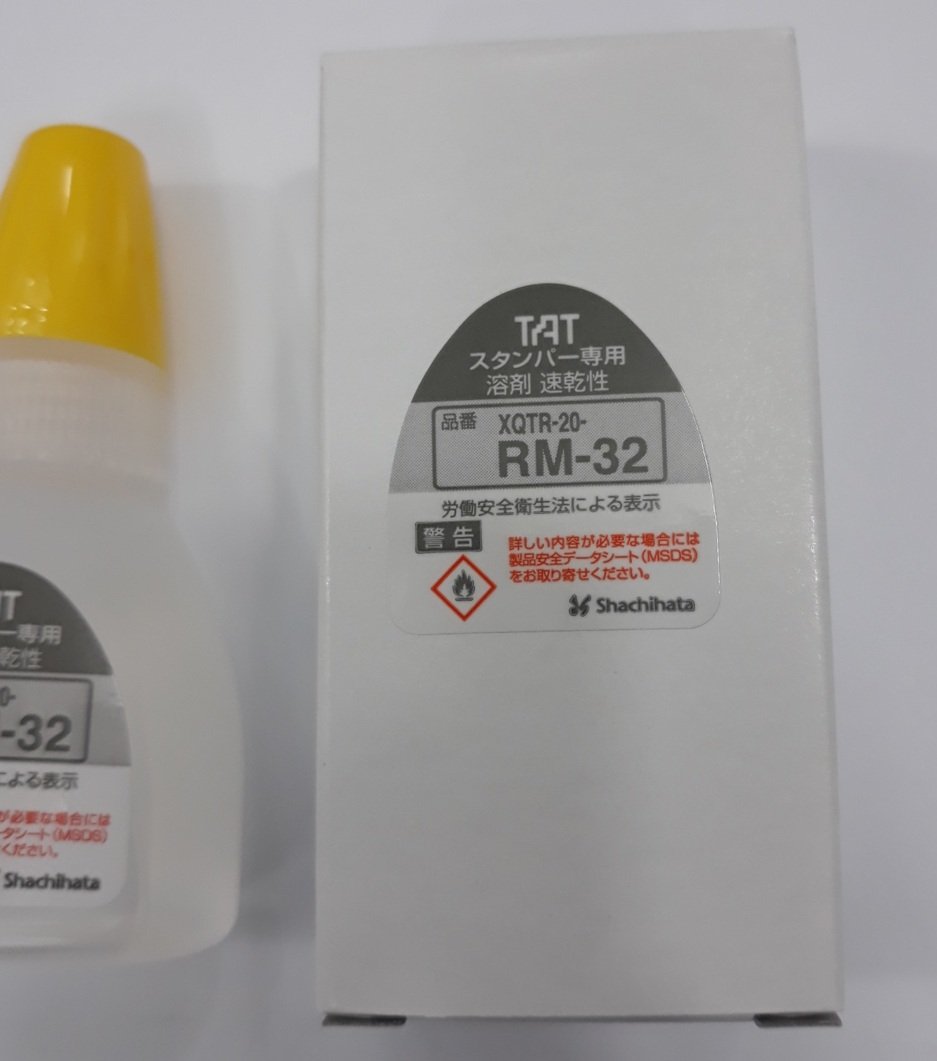 TAT
スタンパー専用
溶剤 速乾性
品番 XQTR-20-
RM-32
労働安全衛生法による表示
警告
詳しい内容が必要な場合には
製品安全データシート(MSDS)
をお取り寄せください。
Shachihata
AT
ー専用
乾性
0-
-32
による表示
が必要な場合には
ータシート(MSDS)
ください。
Shachihata